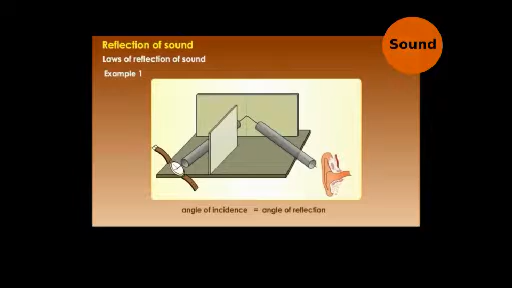 Reflection of sound
Sound
Laws of reflection of sound
Example 1
angle of incidence = angle of reflection